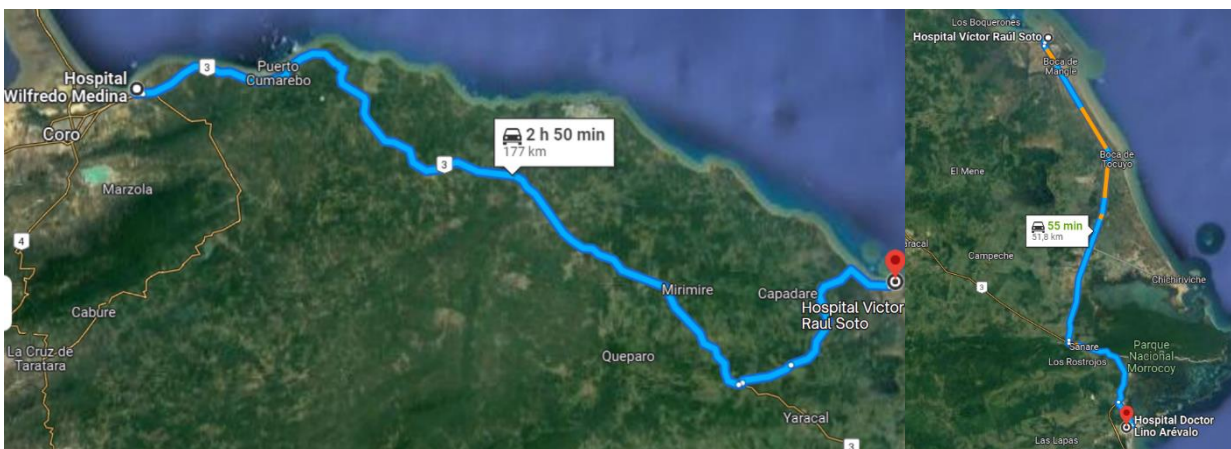 Hospital
Wilfredo Medina
3
Puerto
Cumarebo
Coro
2 h 50 min
177 km
3
Marzola
4
Mirimire
Capadare
Hospital Victor
Raul Soto
Cabure
La Cruz de
Taratara
Queparo
Yaracal
3
Los Boquerones
Hospital Víctor Raúl Soto
Boca de
Mangle
Boca de
Tocuyo
El Mene
55 min
51,8 km
aracal
Campeche
Chichiriviche
3
Sanare
Los Rostrojos
Parque
Nacional
Morrocoy
Hospital Doctor
Lino Arévalo
Las Lapas